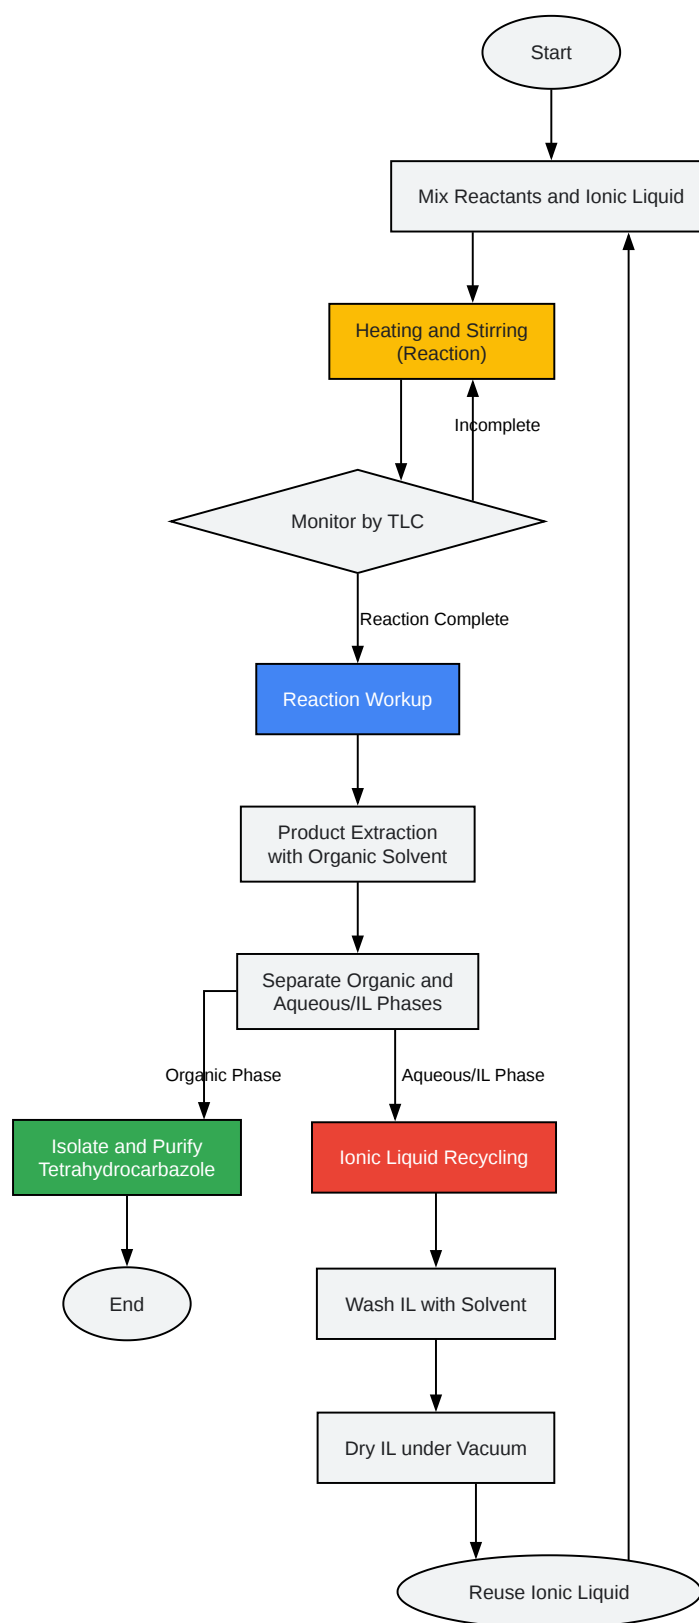 Start
Mix Reactants and Ionic Liquid
Heating and Stirring
(Reaction)
Incomplete
Monitor by TLC
Reaction Complete
Reaction Workup
Product Extraction
with Organic Solvent
Separate Organic and
Aqueous/IL Phases
Organic Phase
Aqueous/IL Phase
Isolate and Purify
Tetrahydrocarbazole
Ionic Liquid Recycling
End
Wash IL with Solvent
Dry IL under Vacuum
Reuse Ionic Liquid